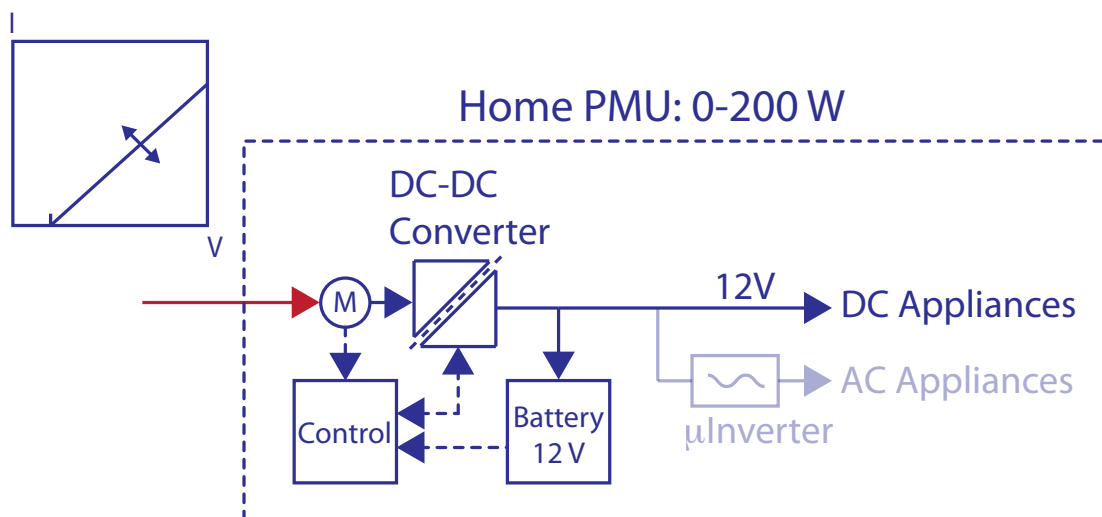 I
V
Home PMU: 0-200 W
DC-DC
Converter
M
12V
DC Appliances
AC Appliances
μInverter
Control
Battery
12 V